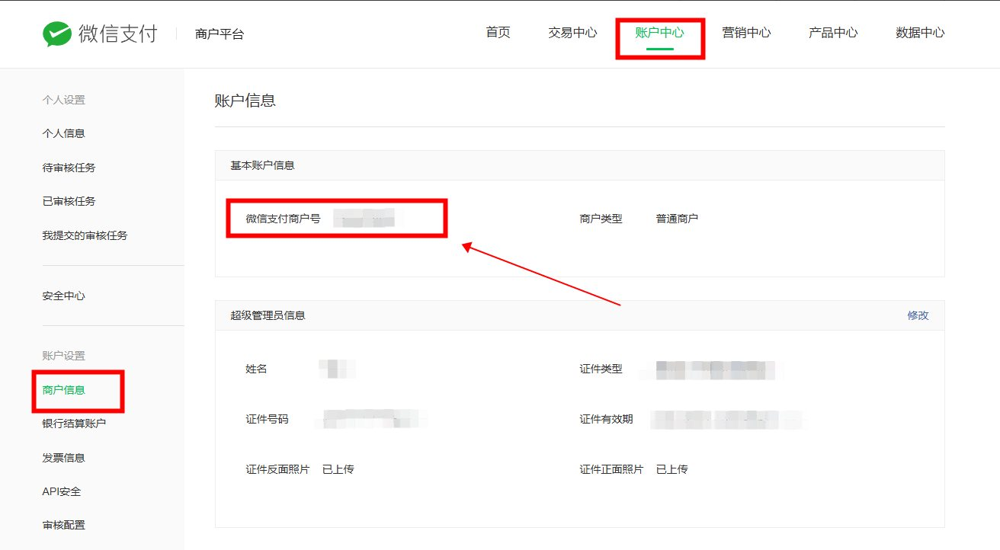 微信支付 商户平台 首页 交易中心 账户中心 营销中心 产品中心 数据中心
个人设置
个人信息
待审核任务
已审核任务
我提交的审核任务
安全中心
账户设置
商户信息
银行结算账户
发票信息
API安全
审核配置
账户信息
基本账户信息
微信支付商户号 商户类型 普通商户
超级管理员信息 修改
姓名 证件类型
证件号码 证件有效期
证件反面照片 已上传 证件正面照片 已上传